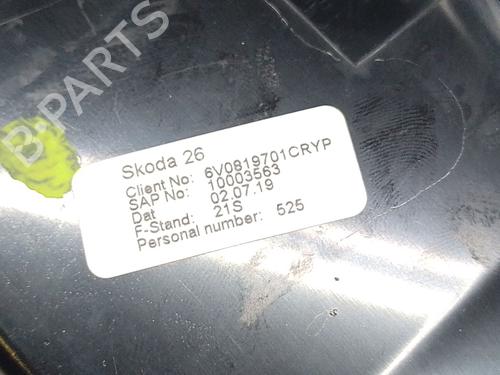 B-PARTS
Skoda 26
Client No: 6V0819701CRYP
SAP No: 10003563
Dat 02.07.19
F-Stand: 21S
Personal number: 525